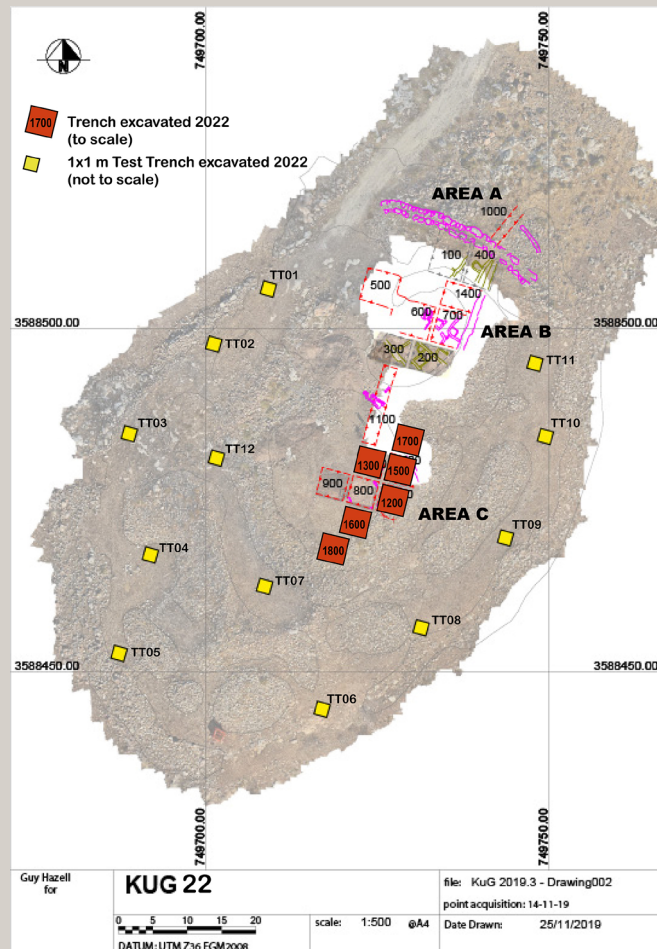 749700.00
749750.00
N
1700
Trench excavated 2022
(to scale)
1x1 m Test Trench excavated 2022
(not to scale)
AREA A
1000
100
400
TT01
500
1400
600
700
3588500.00
3588500.00
AREA B
TT02
300
200
TT11
1100
TT03
1700
TT10
TT12
1300
1500
900
800
1200
AREA C
1600
TT09
TT04
1800
TT07
TT08
TT05
3588450.00
3588450.00
TT06
749700.00
749750.00
Guy Hazell
for
KUG 22
file: KuG 2019.3 - Drawing002
point acquisition: 14-11-19
0 5 10 15 20
scale: 1:500 @A4
Date Drawn: 25/11/2019
DATUM: UTM Z36 EGM2008